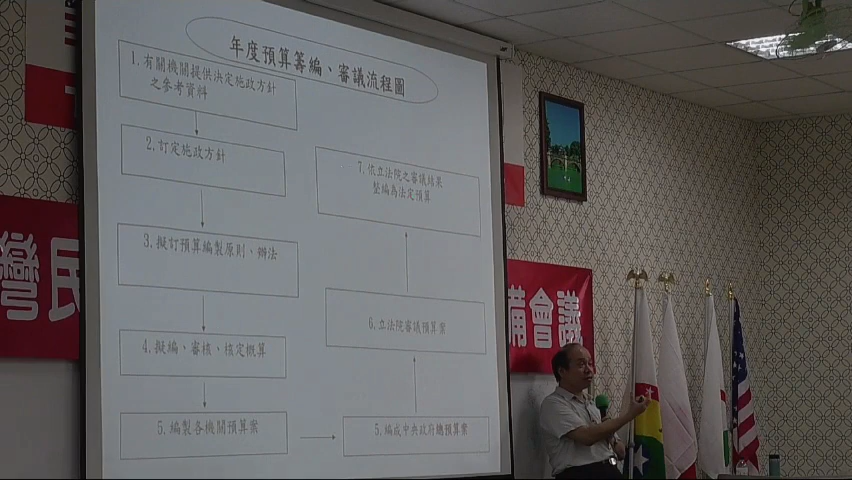 年度預算籌編、審議流程圖
1.有關機關提供決定施政方針
之參考資料
2.訂定施政方針
3.擬訂預算編製原則、辦法
4.擬編、審核、核定概算
5.編製各機關預算案
5.編成中央政府總預算案
6.立法院審議預算案
7.依立法院之審議結果
整編為法定預算
灣民
備會議